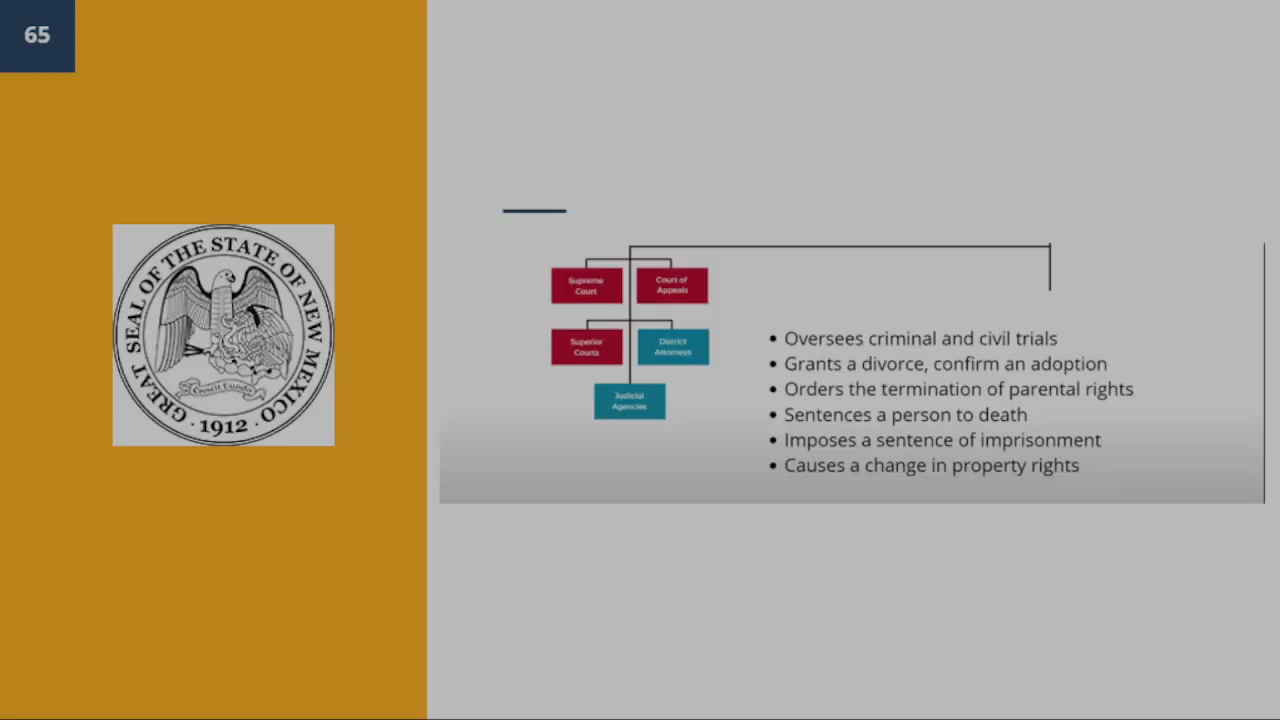 65
GREAT SEAL OF THE STATE OF NEW MEXICO
Crescit Eundo
· 1912 ·
Supreme
Court
Court of
Appeals
Superior
Courts
District
Attorneys
Judicial
Agencies
• Oversees criminal and civil trials
• Grants a divorce, confirm an adoption
• Orders the termination of parental rights
• Sentences a person to death
• Imposes a sentence of imprisonment
• Causes a change in property rights